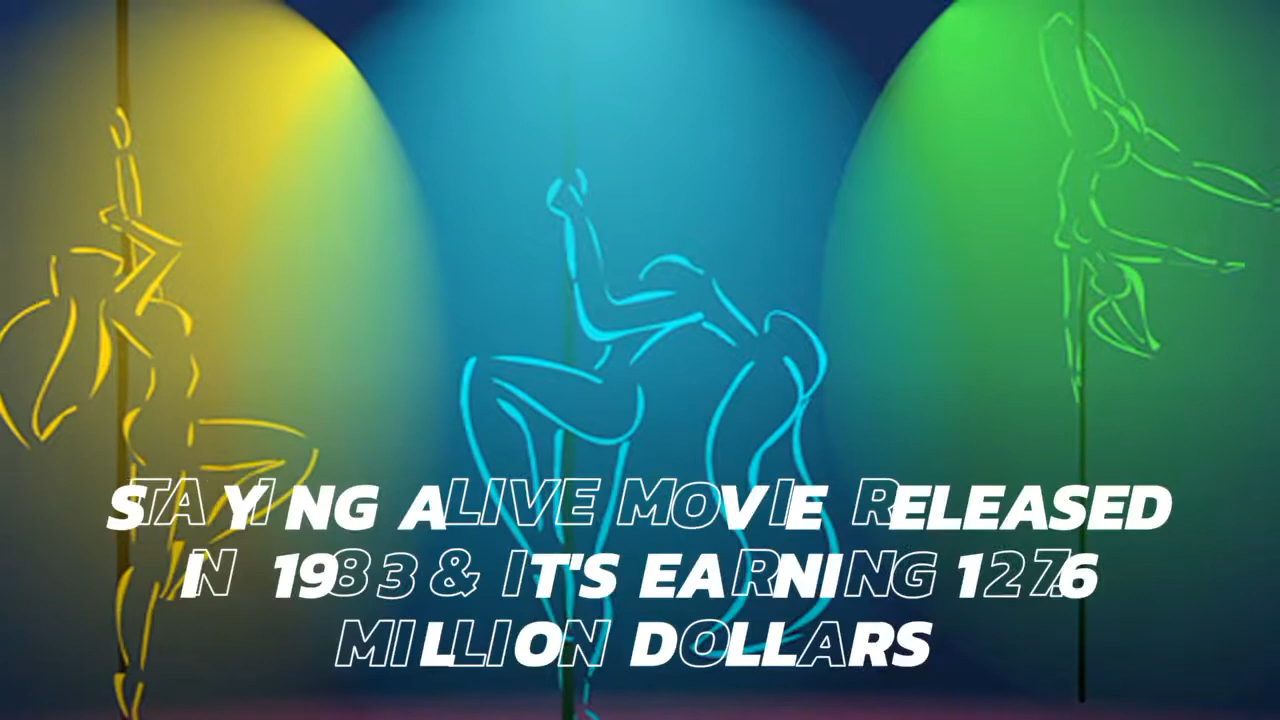 STAYING ALIVE MOVIE RELEASED
IN 1983 & IT'S EARNING 127.6
MILLION DOLLARS